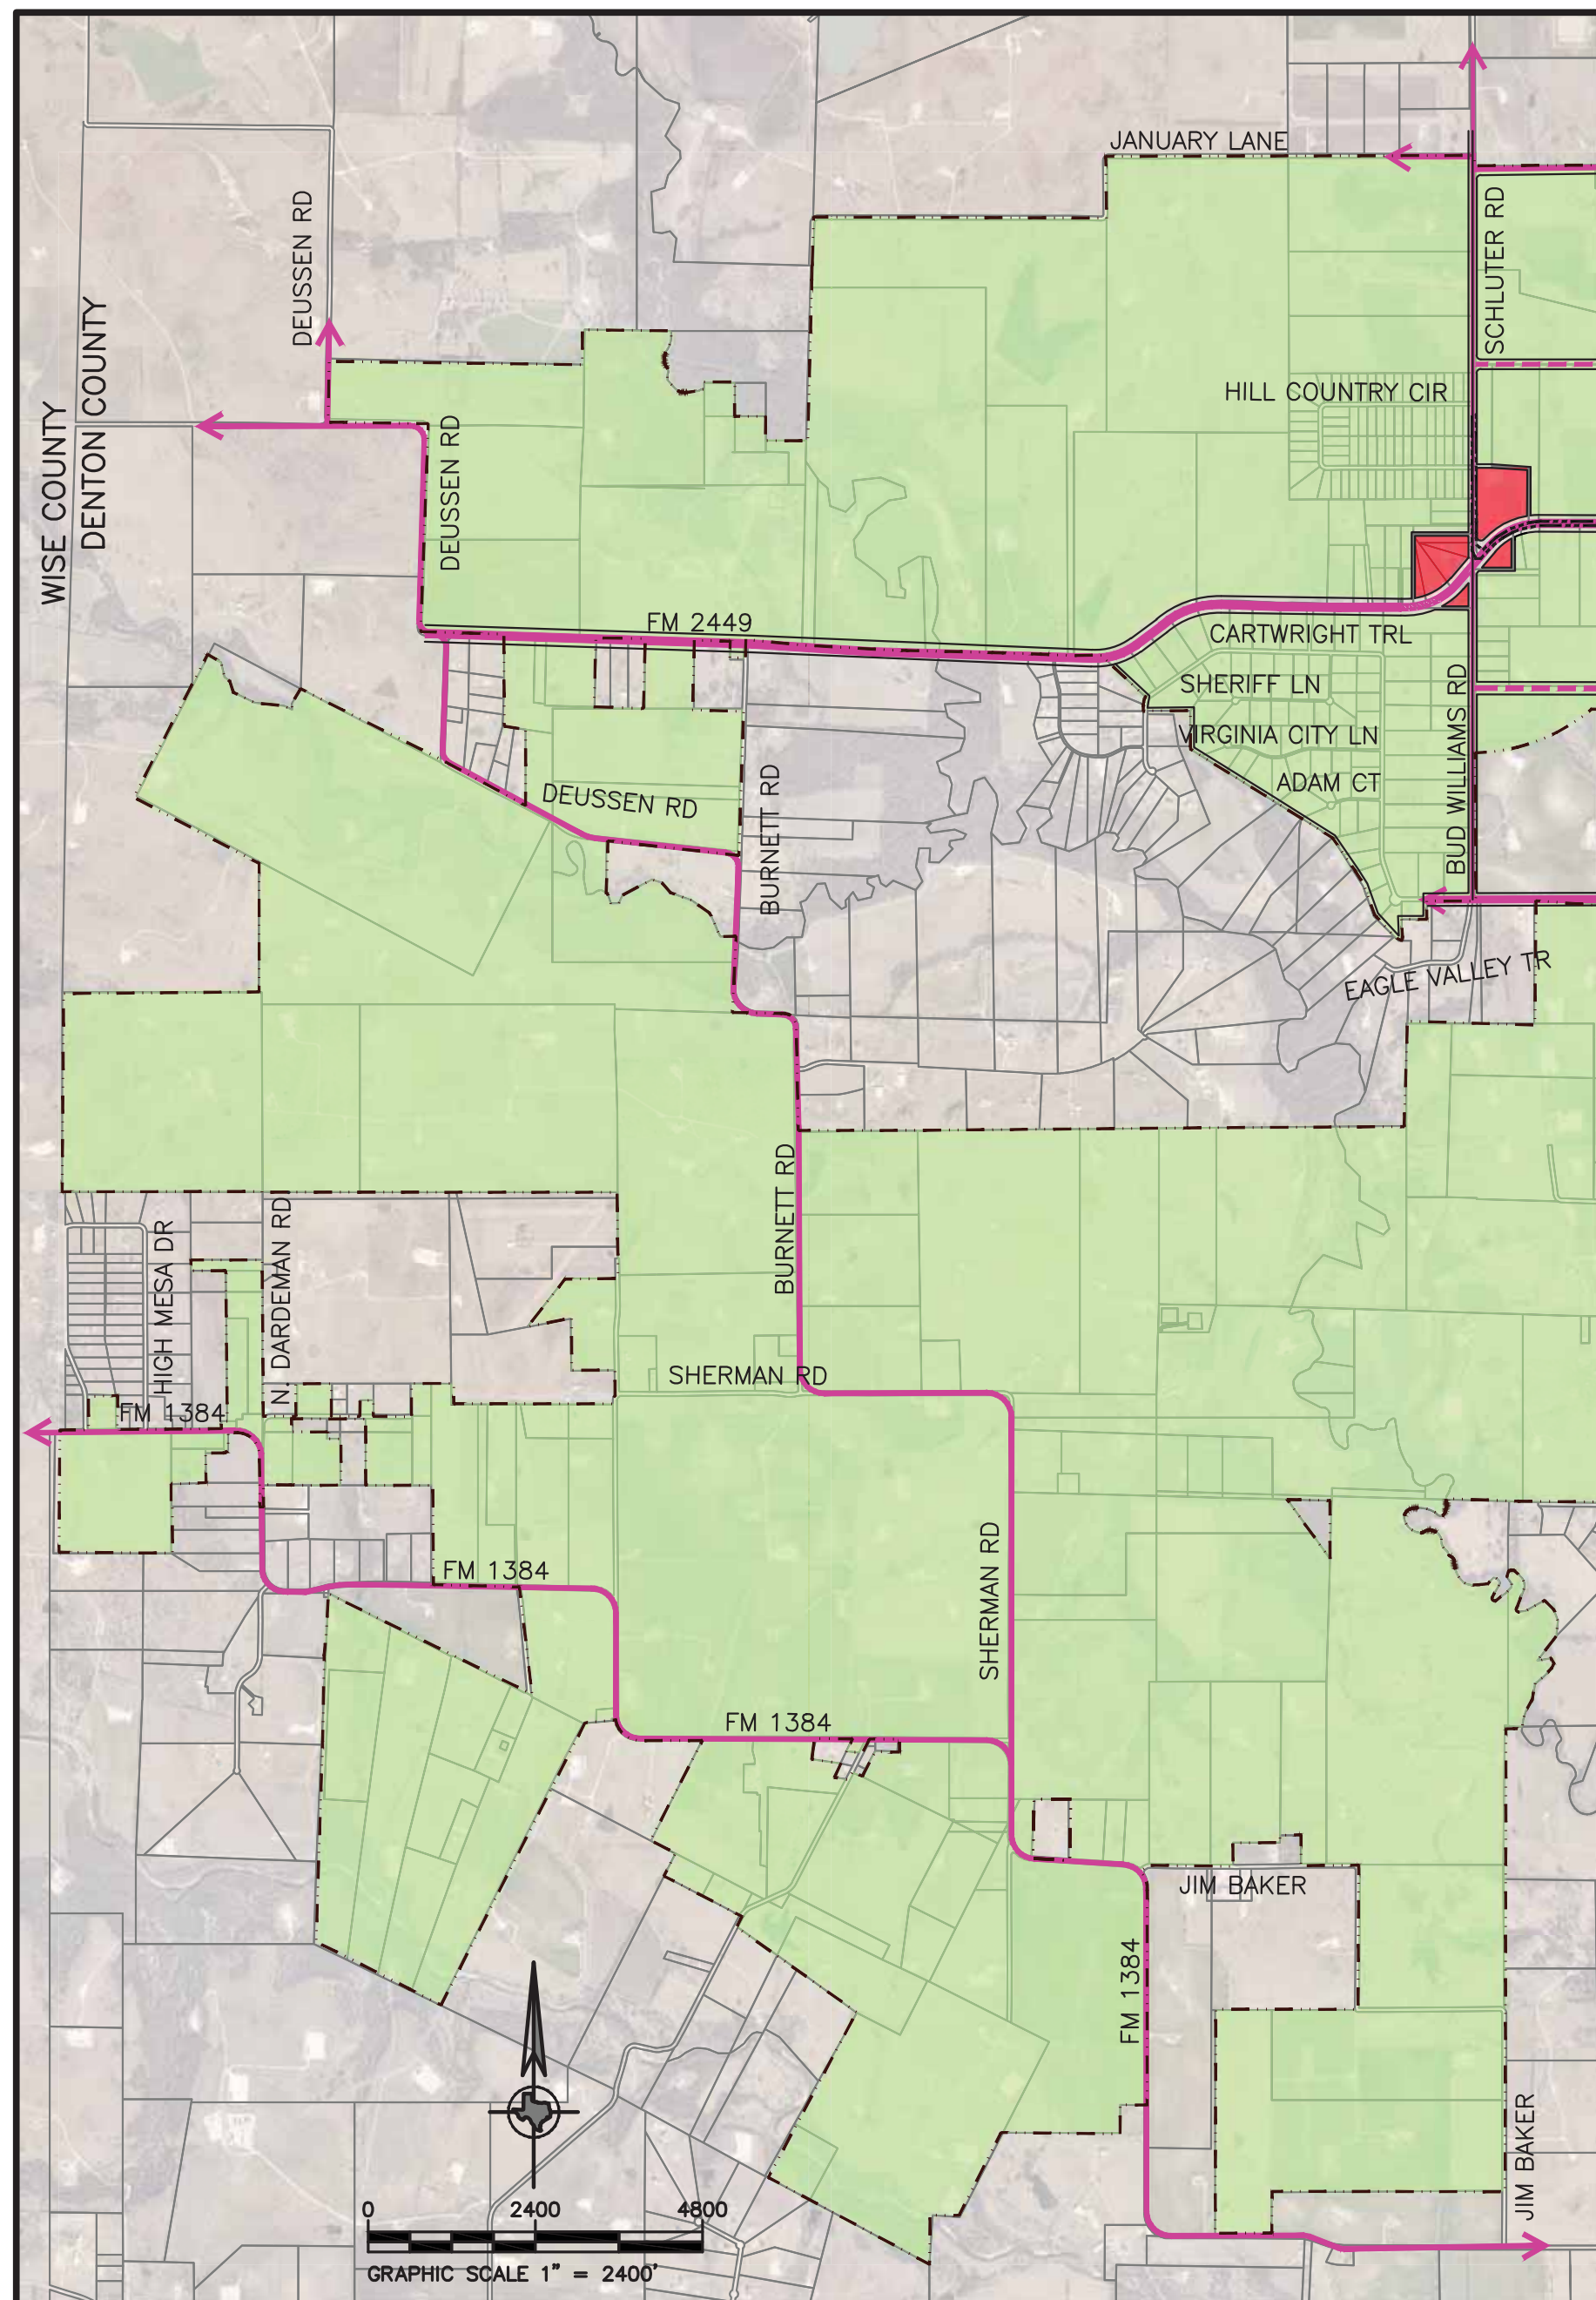 JANUARY LANE
DEUSSEN RD
SCHLUTER RD
WISE COUNTY
DENTON COUNTY
HILL COUNTRY CIR
DEUSSEN RD
FM 2449
CARTWRIGHT TRL
SHERIFF LN
VIRGINIA CITY LN
BUD WILLIAMS RD
ADAM CT
DEUSSEN RD
BURNETT RD
EAGLE VALLEY TR
BURNETT RD
HIGH MESA DR
N. DARDEMAN RD
SHERMAN RD
FM 1384
FM 1384
SHERMAN RD
FM 1384
JIM BAKER
FM 1384
JIM BAKER
0 2400 4800
GRAPHIC SCALE 1" = 2400'